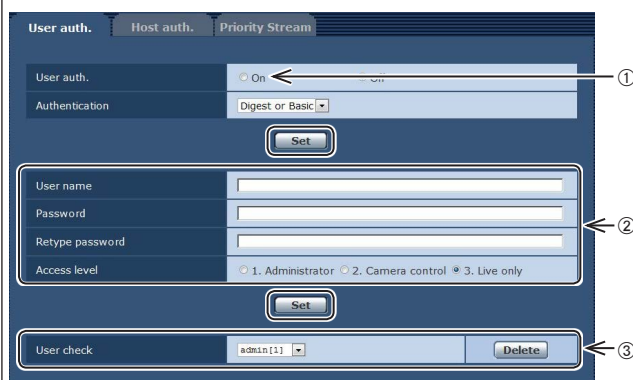 User auth. Host auth. Priority Stream
User auth. On Off ①
Authentication Digest or Basic
Set
User name
Password ②
Retype password
Access level 1. Administrator 2. Camera control 3. Live only
Set
User check admin[1] Delete ③